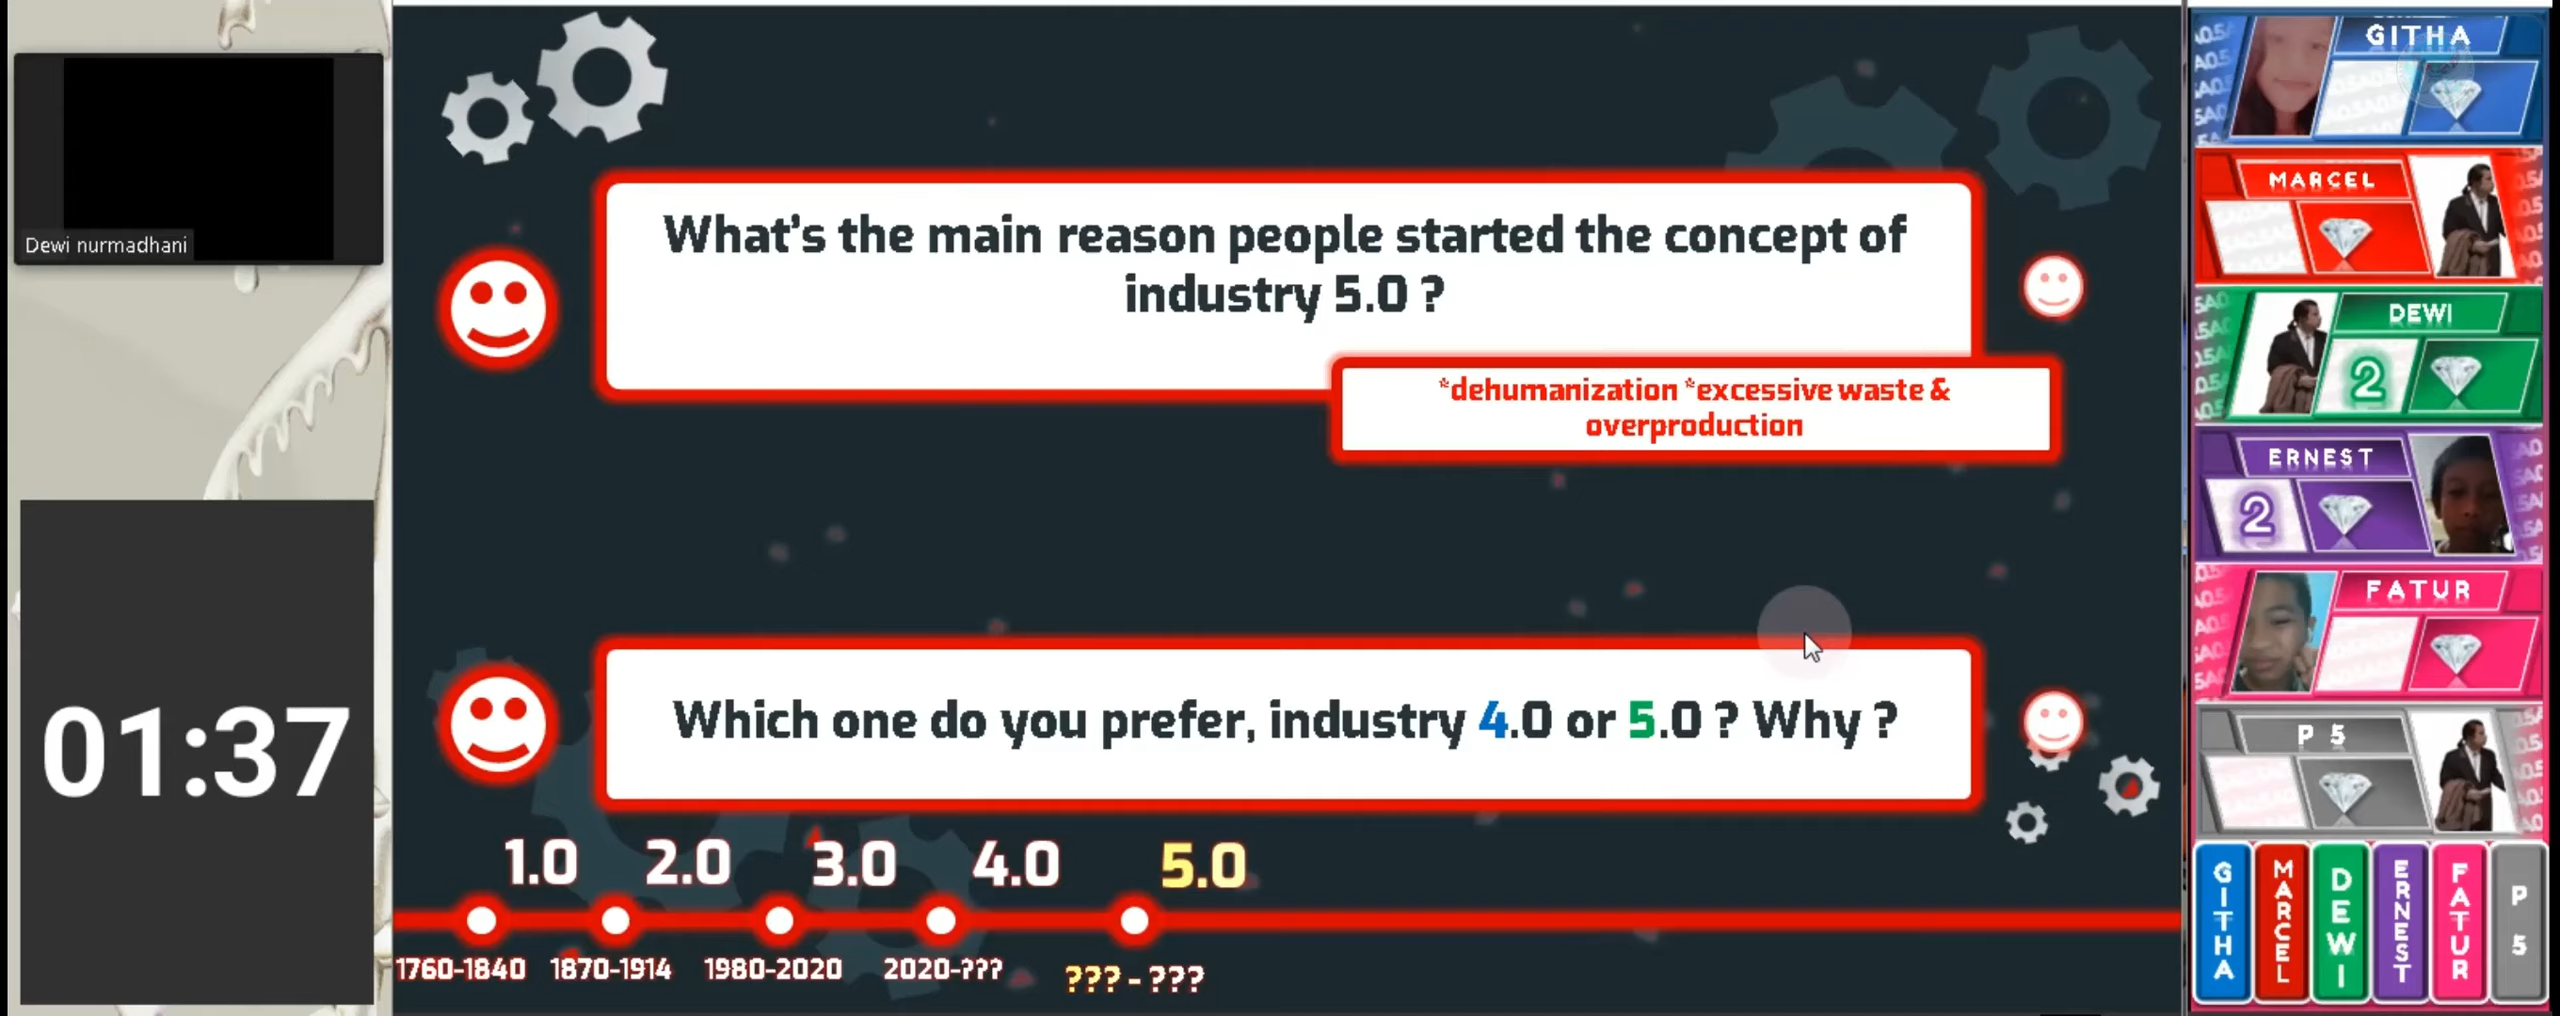 Dewi nurmadhani
01:37
What's the main reason people started the concept of
industry 5.0 ?
*dehumanization *excessive waste &
overproduction
Which one do you prefer, industry 4.0 or 5.0 ? Why ?
1.0 2.0 3.0 4.0 5.0
1760-1840 1870-1914 1980-2020 2020-??? ??? - ???
GITHA
MARCEL
DEWI
2
ERNEST
2
FATUR
P 5
GITHA MARCEL DEWI ERNEST FATUR P 5